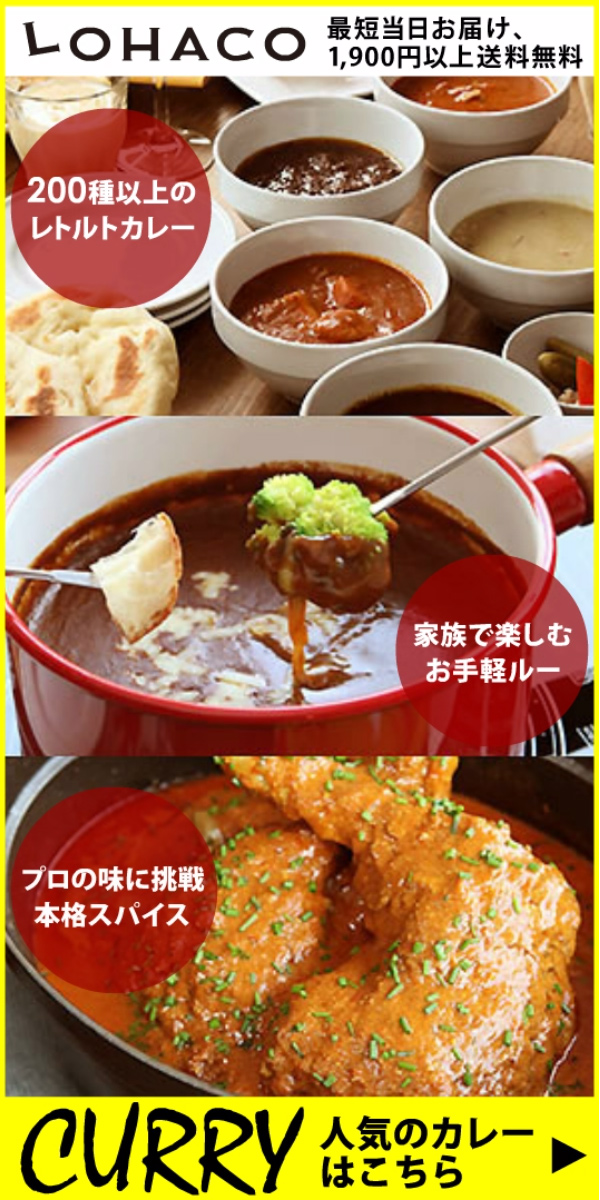 LOHACO
最短当日お届け、
1,900円以上送料無料
200種以上の
レトルトカレー
家族で楽しむ
お手軽ルー
プロの味に挑戦
本格スパイス
CURRY
人気のカレー
はこちら